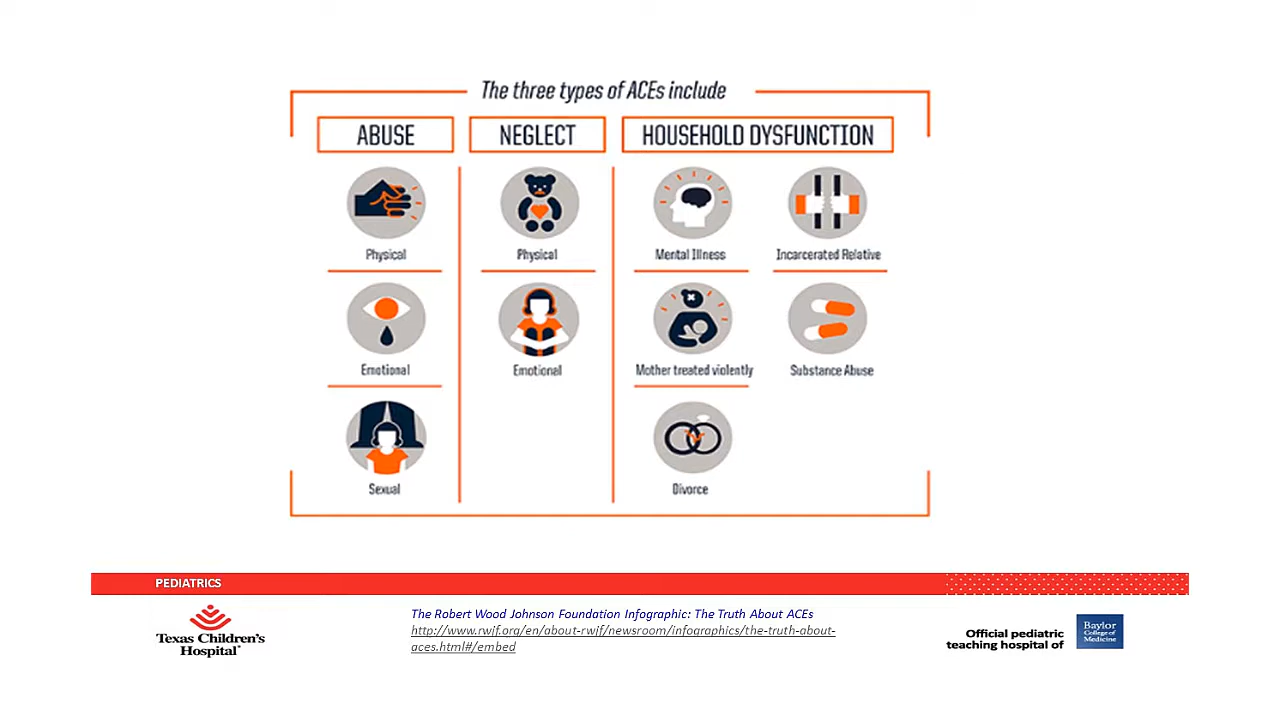 The three types of ACEs include
ABUSE
NEGLECT
HOUSEHOLD DYSFUNCTION
Physical
Physical
Mental Illness
Incarcerated Relative
Emotional
Emotional
Mother treated violently
Substance Abuse
Sexual
Divorce
PEDIATRICS
Texas Children's
Hospital®
The Robert Wood Johnson Foundation Infographic: The Truth About ACEs
http://www.rwjf.org/en/about-rwjf/newsroom/infographics/the-truth-about-
aces.html#/embed
Official pediatric
teaching hospital of
Baylor
College of
Medicine